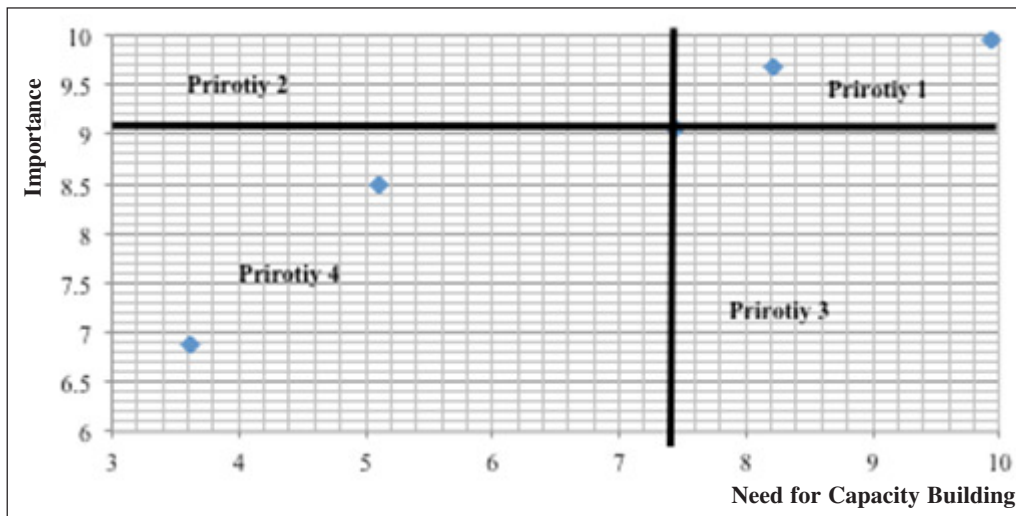 Importance
10
9.5
9
8.5
8
7.5
7
6.5
6
Prirotiy 2
Prirotiy 1
Prirotiy 4
Prirotiy 3
3 4 5 6 7 8 9 10
Need for Capacity Building